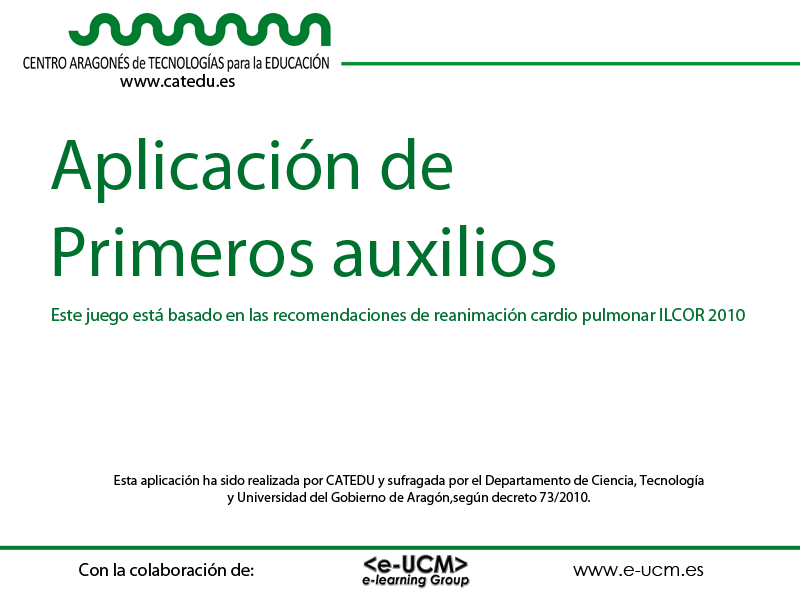 CENTRO ARAGONÉS de TECNOLOGÍAS para la EDUCACIÓN
www.catedu.es
Aplicación de
Primeros auxilios
Este juego está basado en las recomendaciones de reanimación cardio pulmonar ILCOR 2010
Esta aplicación ha sido realizada por CATEDU y sufragada por el Departamento de Ciencia, Tecnología
y Universidad del Gobierno de Aragón,según decreto 73/2010.
Con la colaboración de:
<e-UCM>
e-learning Group
www.e-ucm.es